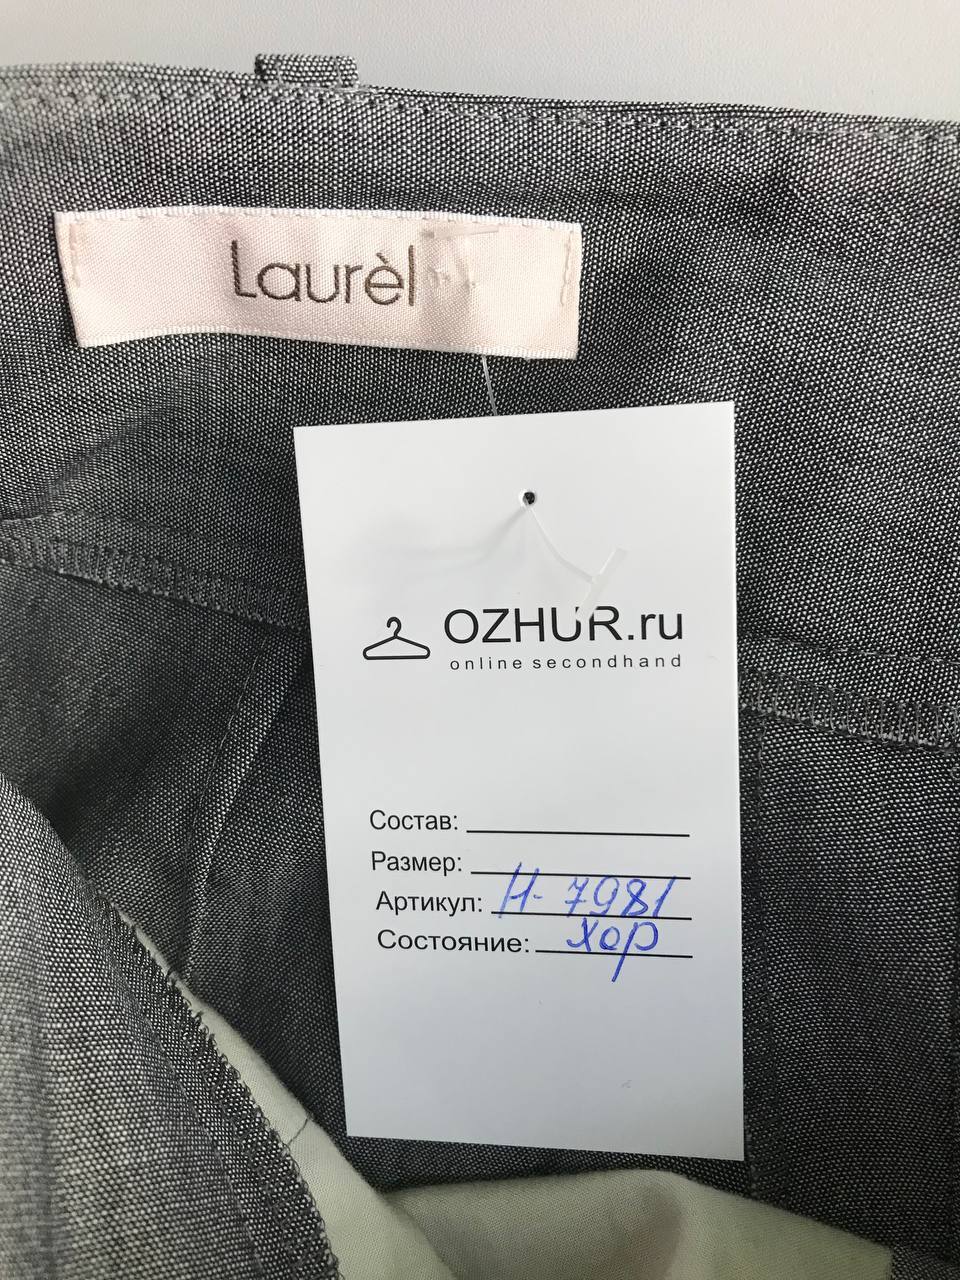 Laurèl
OZHUR.ru
online secondhand
Состав:
Размер:
Артикул: Н-7981
Состояние: хор